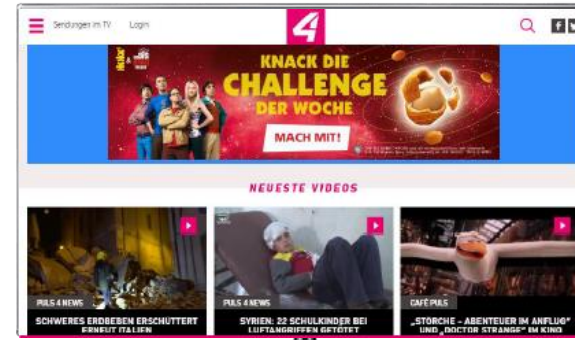 Sendungen im TV Login
4
KNACK DIE
CHALLENGE
DER WOCHE
MACH MIT!
NEUESTE VIDEOS
PULS 4 NEWS
SCHWERES ERDBEBEN ERSCHÜTTERT
ERNEUT ITALIEN
PULS 4 NEWS
SYRIEN: 22 SCHULKINDER BEI
LUFTANGRIFFEN GETÖTET
CAFÉ PULS
„STÖRCHE - ABENTEUER IM ANFLUG"
UND „DOCTOR STRANGE" IM KINO